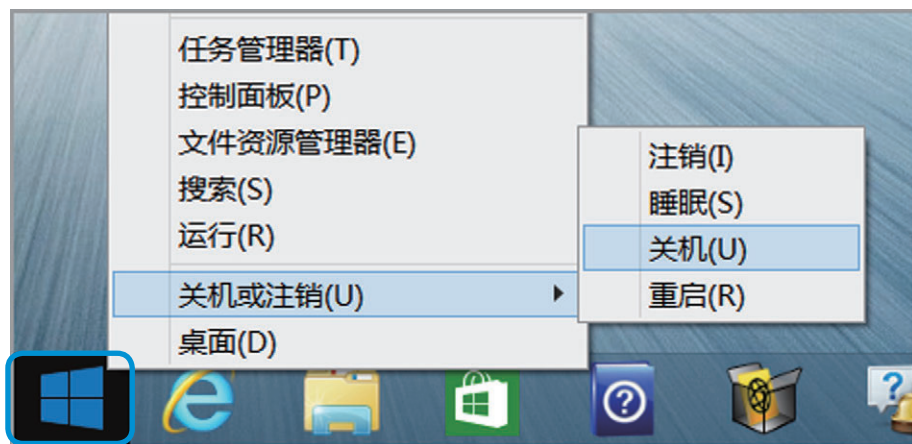 任务管理器(T)
控制面板(P)
文件资源管理器(E)
搜索(S)
运行(R)
关机或注销(U)
桌面(D)
注销(I)
睡眠(S)
关机(U)
重启(R)
?
?